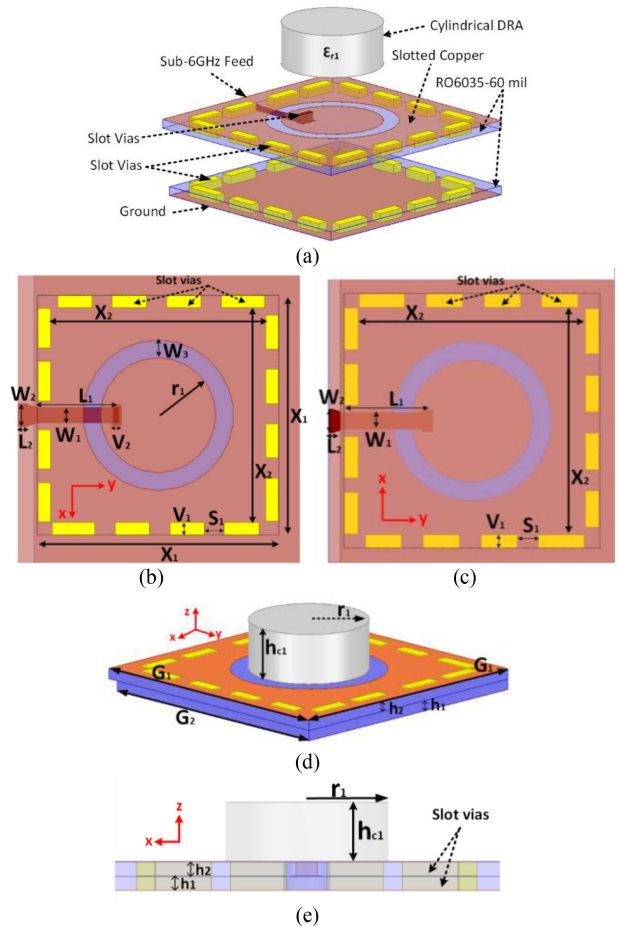 Cylindrical DRA
εr1
Slotted Copper
Sub-6GHz Feed
RO6035-60 mil
Slot Vias
Slot Vias
Ground
(a)
Slot vias
X2
W3
r1
W2
L1
X1
L2
W1
V2
X2
x
y
V1
S1
X1
(b)
Slot vias
X2
W2
L1
L2
W1
X2
x
y
V1
S1
(c)
z
x
y
r1
hc1
G1
G1
h2
h1
G2
(d)
r1
z
x
hc1
Slot vias
h2
h1
(e)